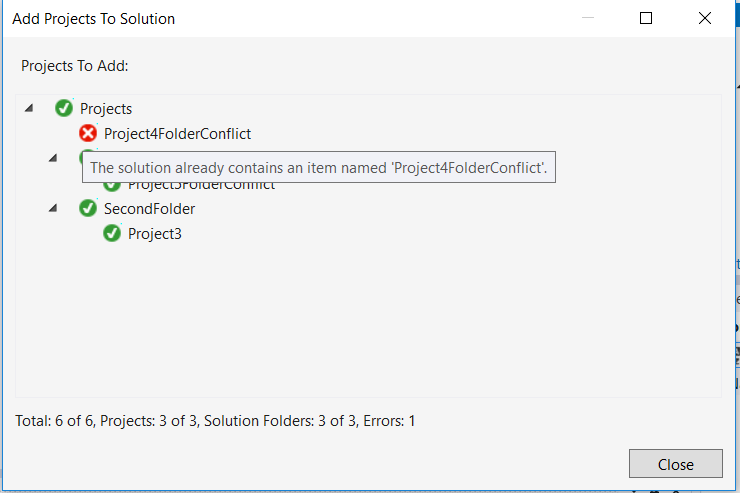 Add Projects To Solution
Projects To Add:
Projects
Project4FolderConflict
The solution already contains an item named 'Project4FolderConflict'.
SecondFolder
Project3
Total: 6 of 6, Projects: 3 of 3, Solution Folders: 3 of 3, Errors: 1
Close